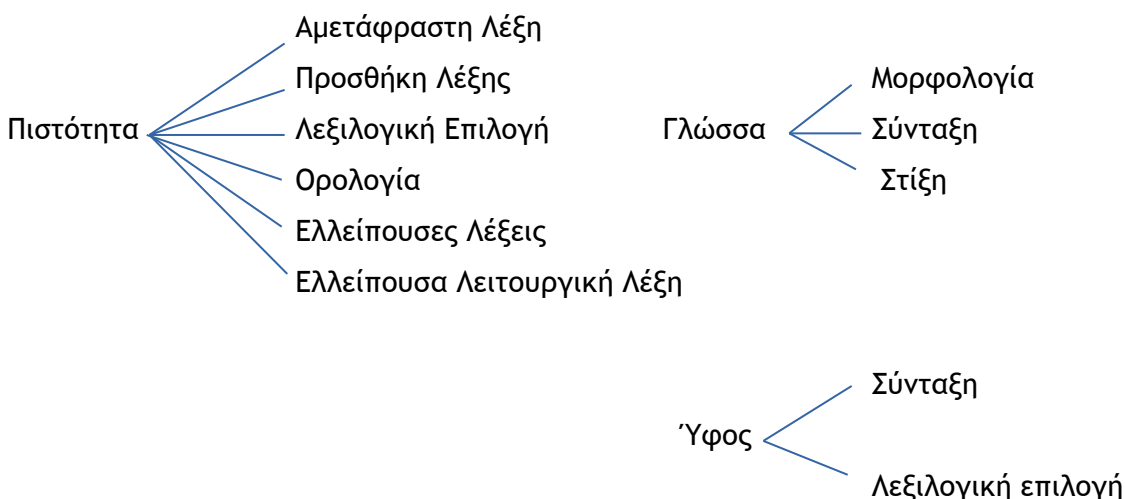 Πιστότητα
Αμετάφραστη Λέξη
Προσθήκη Λέξης
Λεξιλογική Επιλογή
Ορολογία
Ελλείπουσες Λέξεις
Ελλείπουσα Λειτουργική Λέξη
Γλώσσα
Μορφολογία
Σύνταξη
Στίξη
Ύφος
Σύνταξη
Λεξιλογική επιλογή